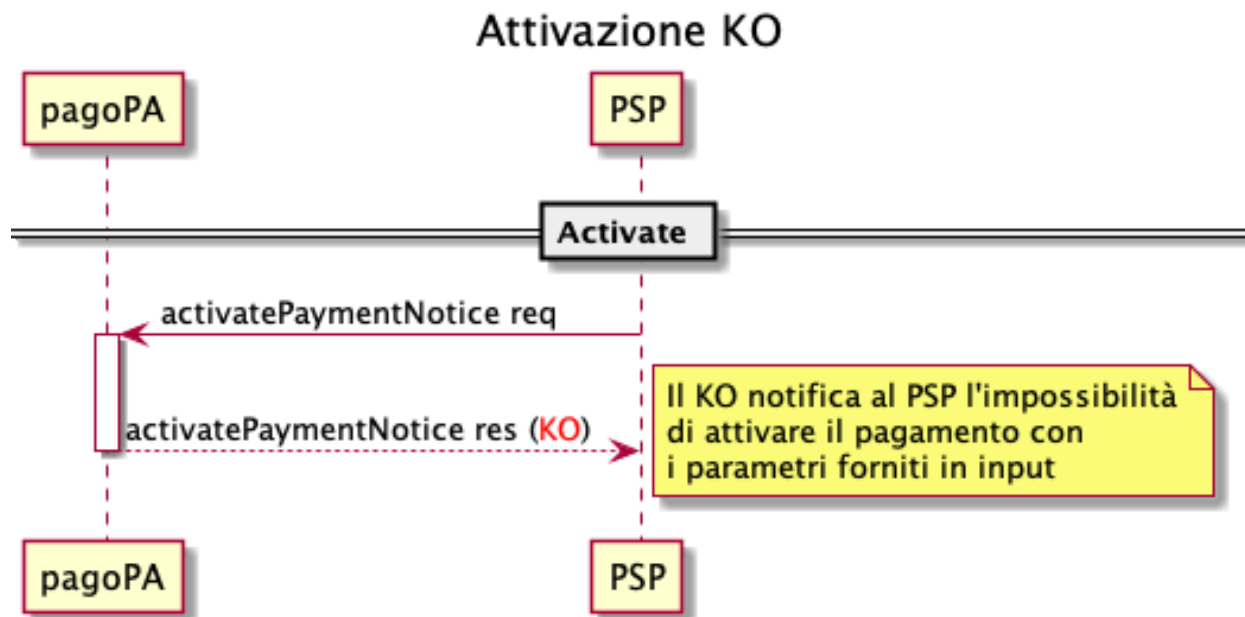 Attivazione KO
pagoPA
PSP
Activate
activatePaymentNotice req
Il KO notifica al PSP l'impossibilità
di attivare il pagamento con
i parametri forniti in input
activatePaymentNotice res (KO)
pagoPA
PSP